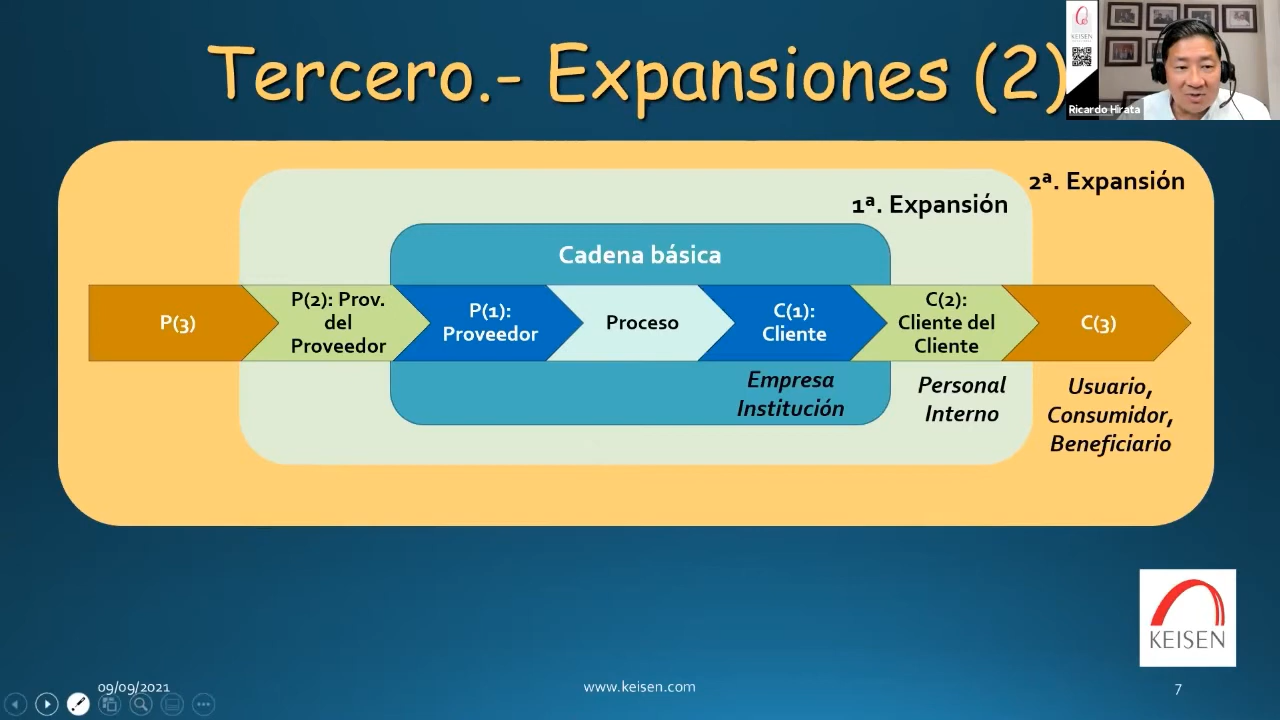 Tercero.- Expansiones (2)
KEISEN
Ricardo Hirata
2ª. Expansión
1ª. Expansión
Cadena básica
P(3)
P(2): Prov.
del
Proveedor
P(1):
Proveedor
Proceso
C(1):
Cliente
C(2):
Cliente del
Cliente
C(3)
Empresa
Institución
Personal
Interno
Usuario,
Consumidor,
Beneficiario
KEISEN
09/09/2021
www.keisen.com
7